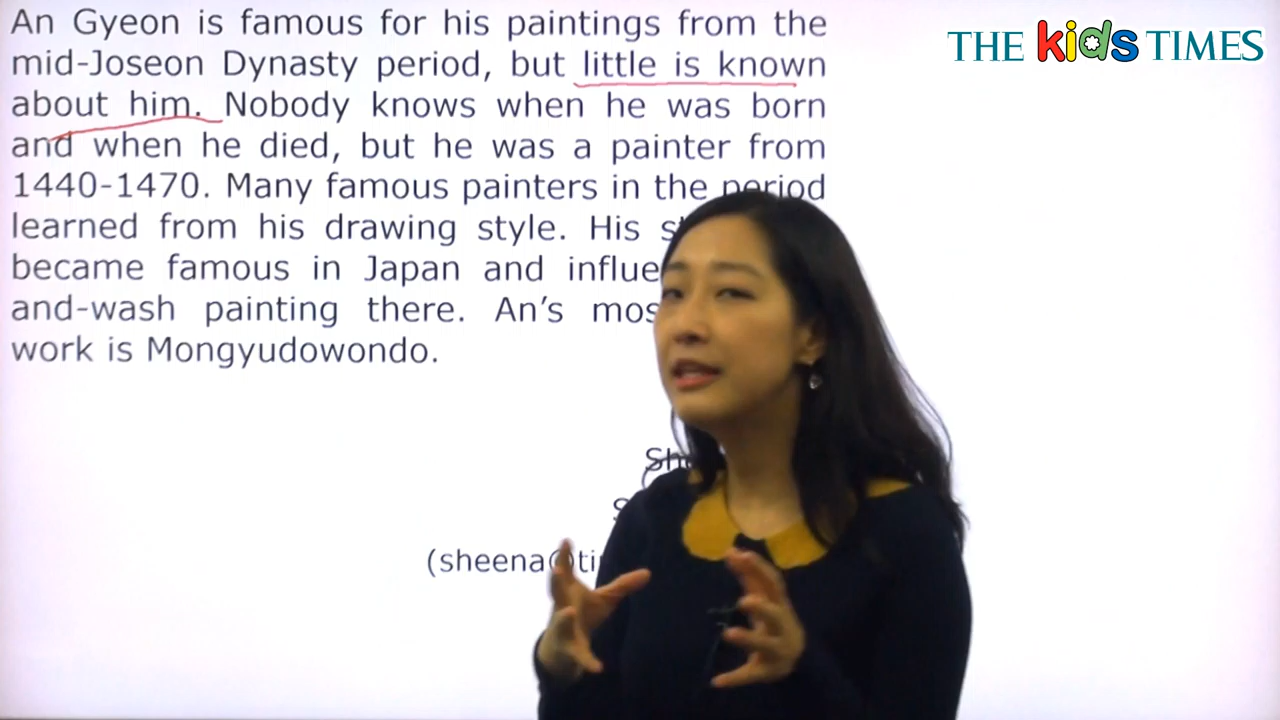 An Gyeon is famous for his paintings from the
mid-Joseon Dynasty period, but little is known
about him. Nobody knows when he was born
and when he died, but he was a painter from
1440-1470. Many famous painters in the period
learned from his drawing style. His
became famous in Japan and
and-wash painting there. An's
work is Mongyudowondo.
(sheena@
THE kids TIMES